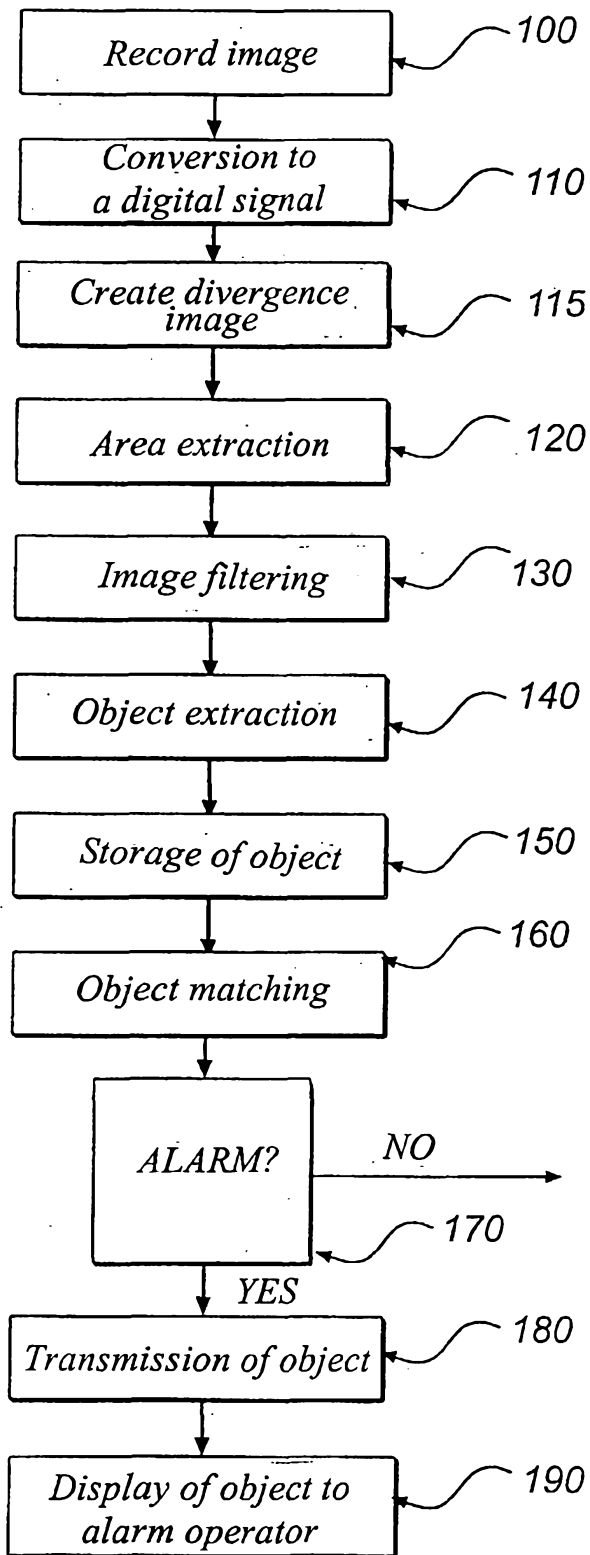 Record image
100
Conversion to
a digital signal
110
Create divergence
image
115
Area extraction
120
Image filtering
130
Object extraction
140
Storage of object
150
Object matching
160
ALARM?
NO
170
YES
Transmission of object
180
Display of object to
alarm operator
190